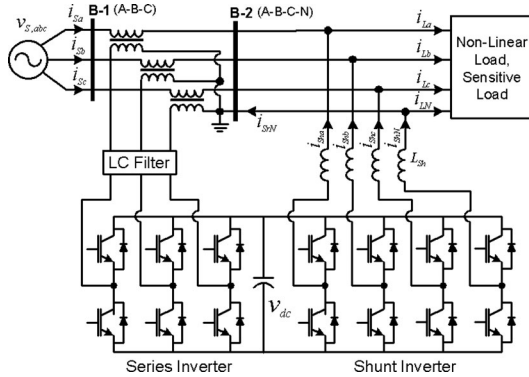 B-1 (A-B-C)
B-2 (A-B-C-N)
v_S,abc
i_Sa
i_Sb
i_Sc
i_La
i_Lb
i_Lc
i_LN
i_SrN
Non-Linear
Load,
Sensitive
Load
i_Sha
i_Shb
i_Shc
i_ShN
L_Sh
LC Filter
v_dc
Series Inverter
Shunt Inverter